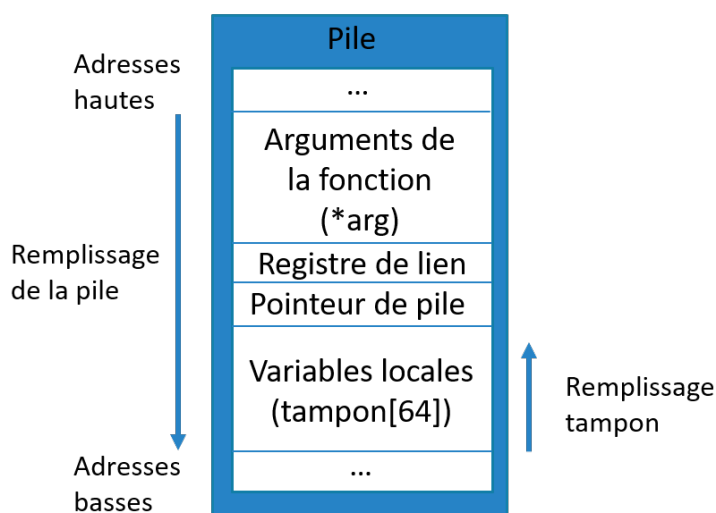 Pile
Adresses
hautes
...
Arguments de
la fonction
(*arg)
Remplissage
de la pile
Registre de lien
Pointeur de pile
Variables locales
(tampon[64])
Remplissage
tampon
Adresses
basses
...